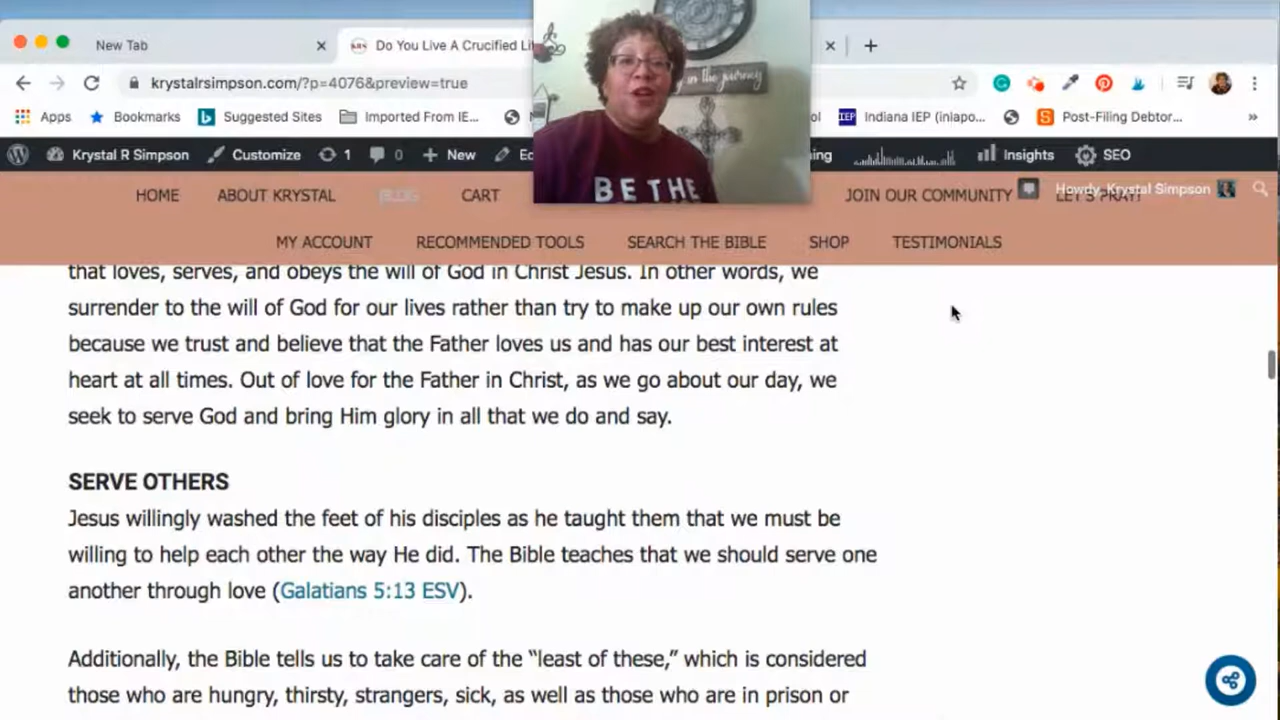 New Tab
Do You Live A Crucified Li
krystalrsimpson.com/?p=4076&preview=true
Apps
Bookmarks
Suggested Sites
Imported From IE...
N
ol
IEP
Indiana IEP (inlapo...
Post-Filing Debtor...
»
in the journey
BE THE
Krystal R Simpson
Customize
1
0
New
Ed
ing
Insights
SEO
HOME
ABOUT KRYSTAL
BLOG
CART
JOIN OUR COMMUNITY
LET'S PRAY!
Howdy, Krystal Simpson
MY ACCOUNT
RECOMMENDED TOOLS
SEARCH THE BIBLE
SHOP
TESTIMONIALS
that loves, serves, and obeys the will of God in Christ Jesus. In other words, we
surrender to the will of God for our lives rather than try to make up our own rules
because we trust and believe that the Father loves us and has our best interest at
heart at all times. Out of love for the Father in Christ, as we go about our day, we
seek to serve God and bring Him glory in all that we do and say.
SERVE OTHERS
Jesus willingly washed the feet of his disciples as he taught them that we must be
willing to help each other the way He did. The Bible teaches that we should serve one
another through love (Galatians 5:13 ESV).
Additionally, the Bible tells us to take care of the “least of these,” which is considered
those who are hungry, thirsty, strangers, sick, as well as those who are in prison or